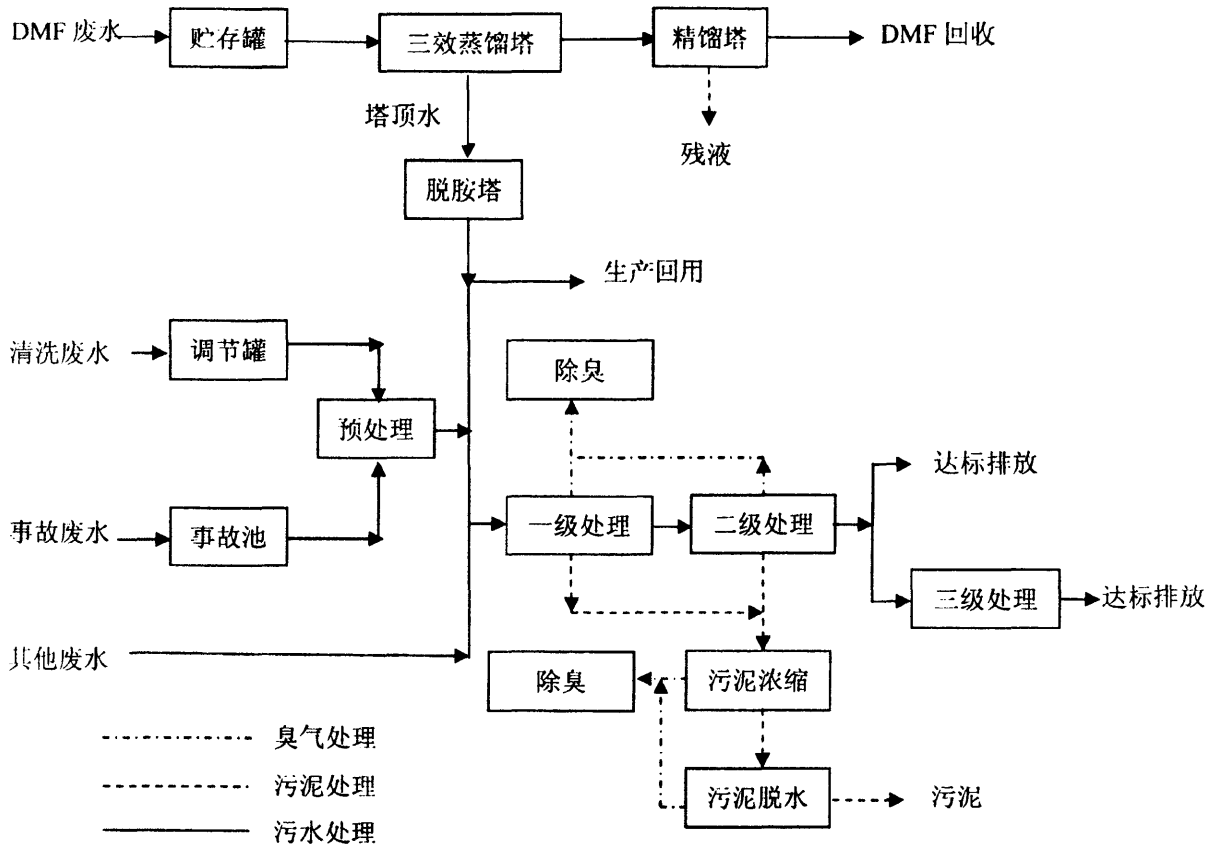 DMF 废水
贮存罐
三效蒸馏塔
精馏塔
DMF 回收
塔顶水
残液
脱胺塔
生产回用
清洗废水
调节罐
除臭
预处理
达标排放
事故废水
事故池
一级处理
二级处理
三级处理
达标排放
其他废水
除臭
污泥浓缩
臭气处理
污泥处理
污泥脱水
污泥
污水处理